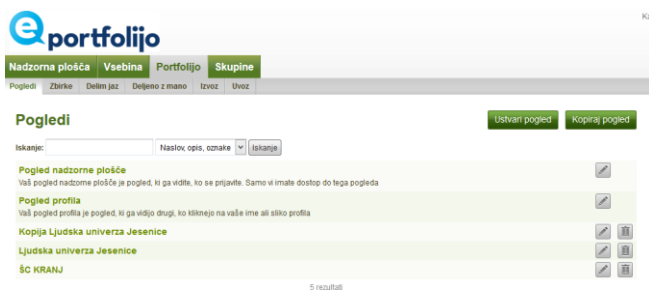 eportfolijo
Nadzorna plošča Vsebina Portfolijo Skupine
Pogledi Zbirke Delim jaz Deljeno z mano Izvoz Uvoz
Pogledi
Ustvari pogled Kopiraj pogled
Iskanje: Naslov, opis, oznake Iskanje
Pogled nadzorne plošče
Vaš pogled nadzorne plošče je pogled, ki ga vidite, ko se prijavite. Samo vi imate dostop do tega pogleda
Pogled profila
Vaš pogled profila je pogled, ki ga vidijo drugi, ko kliknejo na vaše ime ali sliko profila
Kopija Ljudska univerza Jesenice
Ljudska univerza Jesenice
ŠC KRANJ
5 rezultati